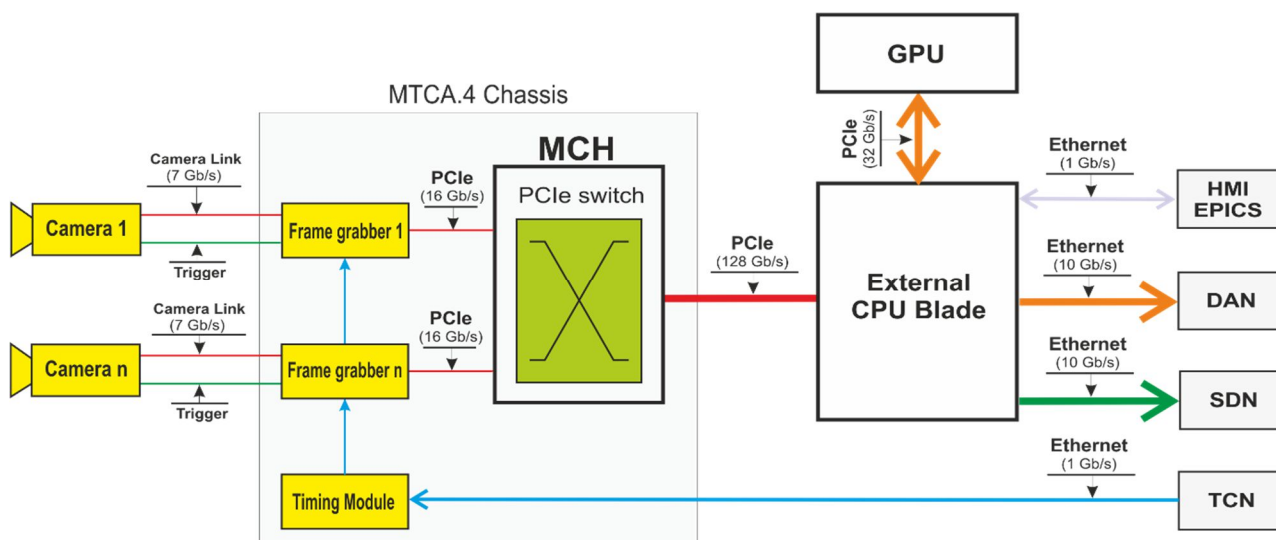 GPU
MTCA.4 Chassis
PCIe
(32 Gb/s)
MCH
PCIe switch
Camera Link
(7 Gb/s)
PCIe
(16 Gb/s)
Ethernet
(1 Gb/s)
HMI
EPICS
Camera 1
Frame grabber 1
Trigger
PCIe
(128 Gb/s)
External
CPU Blade
Ethernet
(10 Gb/s)
DAN
Camera Link
(7 Gb/s)
PCIe
(16 Gb/s)
Camera n
Frame grabber n
Trigger
Ethernet
(10 Gb/s)
SDN
Timing Module
Ethernet
(1 Gb/s)
TCN